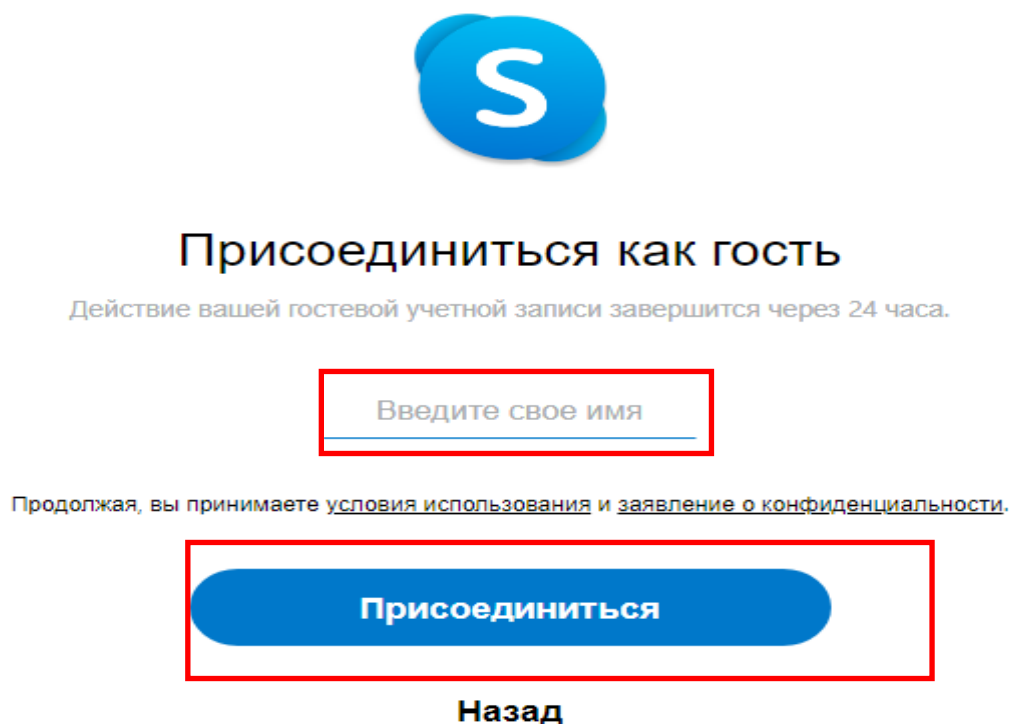 S
Присоединиться как гость
Действие вашей гостевой учетной записи завершится через 24 часа.
Введите свое имя
Продолжая, вы принимаете условия использования и заявление о конфиденциальности.
Присоединиться
Назад